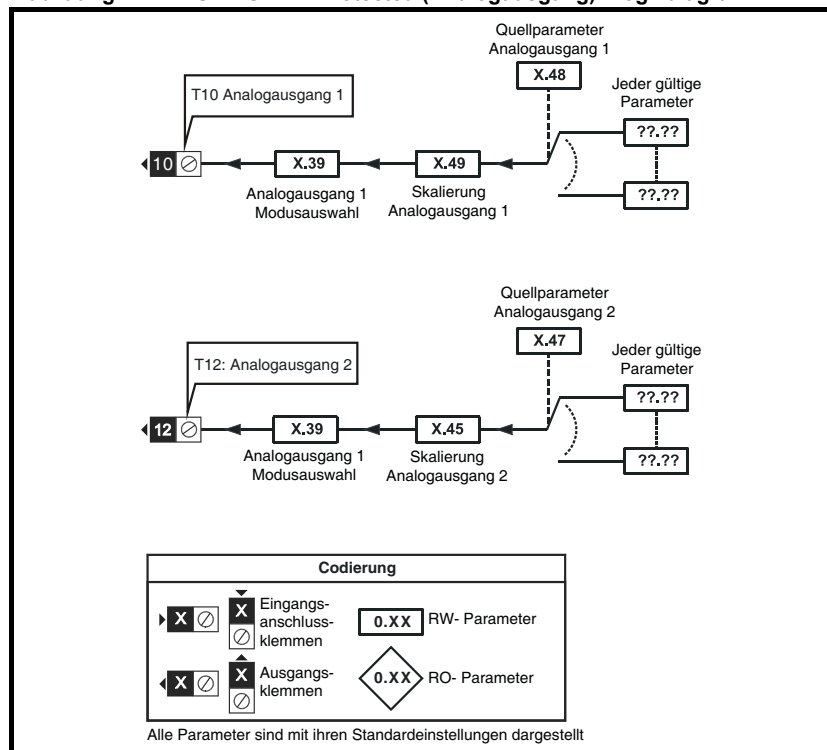 Quellparameter
Analogausgang 1
X.48
Jeder gültige
Parameter
T10 Analogausgang 1
??.??
10
X.39
X.49
Analogausgang 1
Modusauswahl
Skalierung
Analogausgang 1
??.??
Quellparameter
Analogausgang 2
X.47
Jeder gültige
Parameter
T12: Analogausgang 2
??.??
12
X.39
X.45
Analogausgang 1
Modusauswahl
Skalierung
Analogausgang 2
??.??
Codierung
X
X
Eingangs-
anschluss-
klemmen
0.XX
RW- Parameter
X
X
Ausgangs-
klemmen
0.XX
RO- Parameter
Alle Parameter sind mit ihren Standardeinstellungen dargestellt